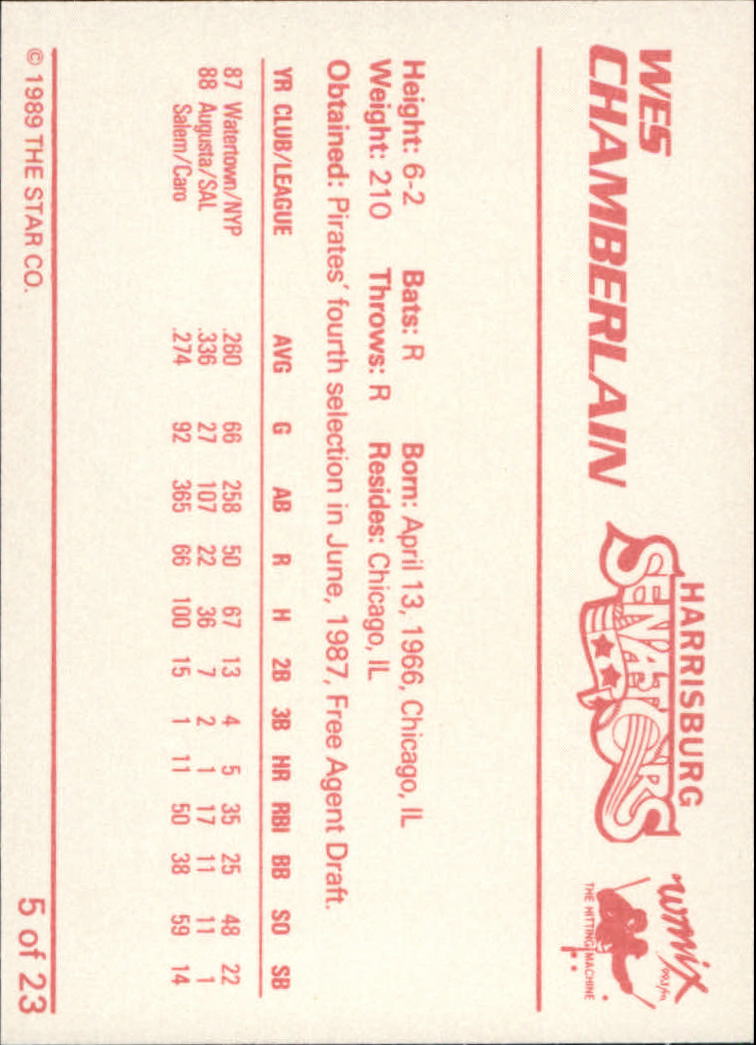 WES
CHAMBERLAIN
HARRISBURG
SENATORS
wmix
THE HITTING MACHINE
Height: 6-2 Bats: R Born: April 13, 1966, Chicago, IL
Weight: 210 Throws: R Resides: Chicago, IL
Obtained: Pirates' fourth selection in June, 1987, Free Agent Draft.
YR CLUB/LEAGUE AVG G AB R H 2B 3B HR RBI BB SO SB
87 Watertown/NYP .260 66 258 50 67 13 4 5 35 25 48 22
88 Augusta/SAL .336 27 107 22 36 7 2 1 17 11 11 1
Salem/Caro .274 92 365 66 100 15 1 11 50 38 59 14
© 1989 THE STAR CO.
5 of 23